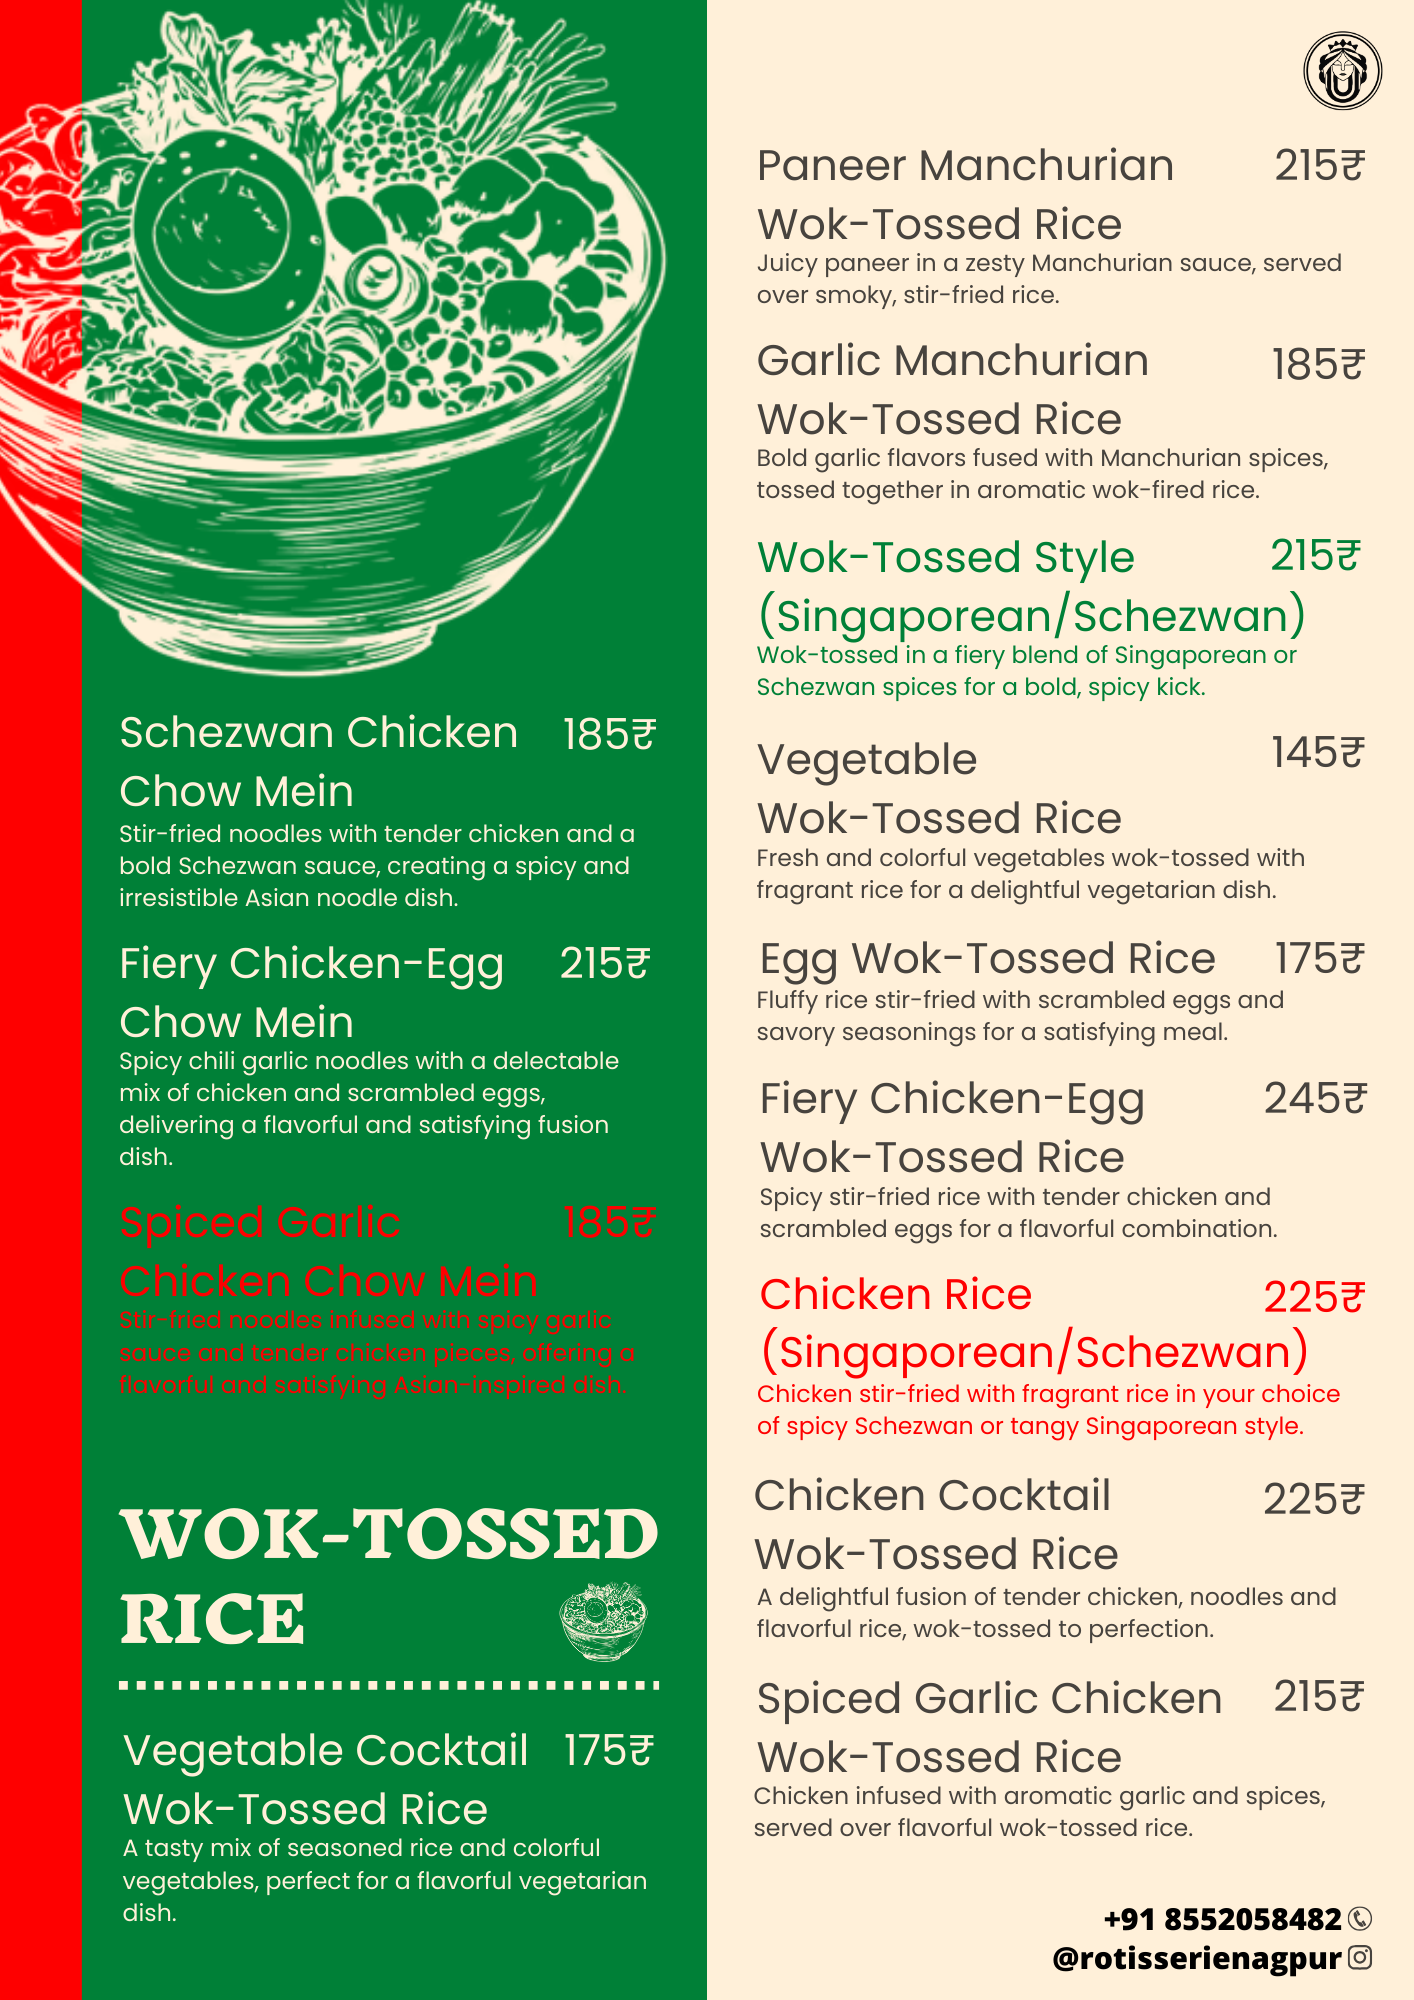 Schezwan Chicken 185₹
Chow Mein
Stir-fried noodles with tender chicken and a
bold Schezwan sauce, creating a spicy and
irresistible Asian noodle dish.
Fiery Chicken-Egg 215₹
Chow Mein
Spicy chili garlic noodles with a delectable
mix of chicken and scrambled eggs,
delivering a flavorful and satisfying fusion
dish.
Spiced Garlic 185₹
Chicken Chow Mein
Stir-fried noodles infused with spicy garlic
sauce and tender chicken pieces, offering a
flavorful and satisfying Asian-inspired dish.
WOK-TOSSED
RICE
Vegetable Cocktail 175₹
Wok-Tossed Rice
A tasty mix of seasoned rice and colorful
vegetables, perfect for a flavorful vegetarian
dish.
Paneer Manchurian 215₹
Wok-Tossed Rice
Juicy paneer in a zesty Manchurian sauce, served
over smoky, stir-fried rice.
Garlic Manchurian 185₹
Wok-Tossed Rice
Bold garlic flavors fused with Manchurian spices,
tossed together in aromatic wok-fired rice.
Wok-Tossed Style 215₹
(Singaporean/Schezwan)
Wok-tossed in a fiery blend of Singaporean or
Schezwan spices for a bold, spicy kick.
Vegetable 145₹
Wok-Tossed Rice
Fresh and colorful vegetables wok-tossed with
fragrant rice for a delightful vegetarian dish.
Egg Wok-Tossed Rice 175₹
Fluffy rice stir-fried with scrambled eggs and
savory seasonings for a satisfying meal.
Fiery Chicken-Egg 245₹
Wok-Tossed Rice
Spicy stir-fried rice with tender chicken and
scrambled eggs for a flavorful combination.
Chicken Rice 225₹
(Singaporean/Schezwan)
Chicken stir-fried with fragrant rice in your choice
of spicy Schezwan or tangy Singaporean style.
Chicken Cocktail 225₹
Wok-Tossed Rice
A delightful fusion of tender chicken, noodles and
flavorful rice, wok-tossed to perfection.
Spiced Garlic Chicken 215₹
Wok-Tossed Rice
Chicken infused with aromatic garlic and spices,
served over flavorful wok-tossed rice.
+91 8552058482
@rotisserienagpur